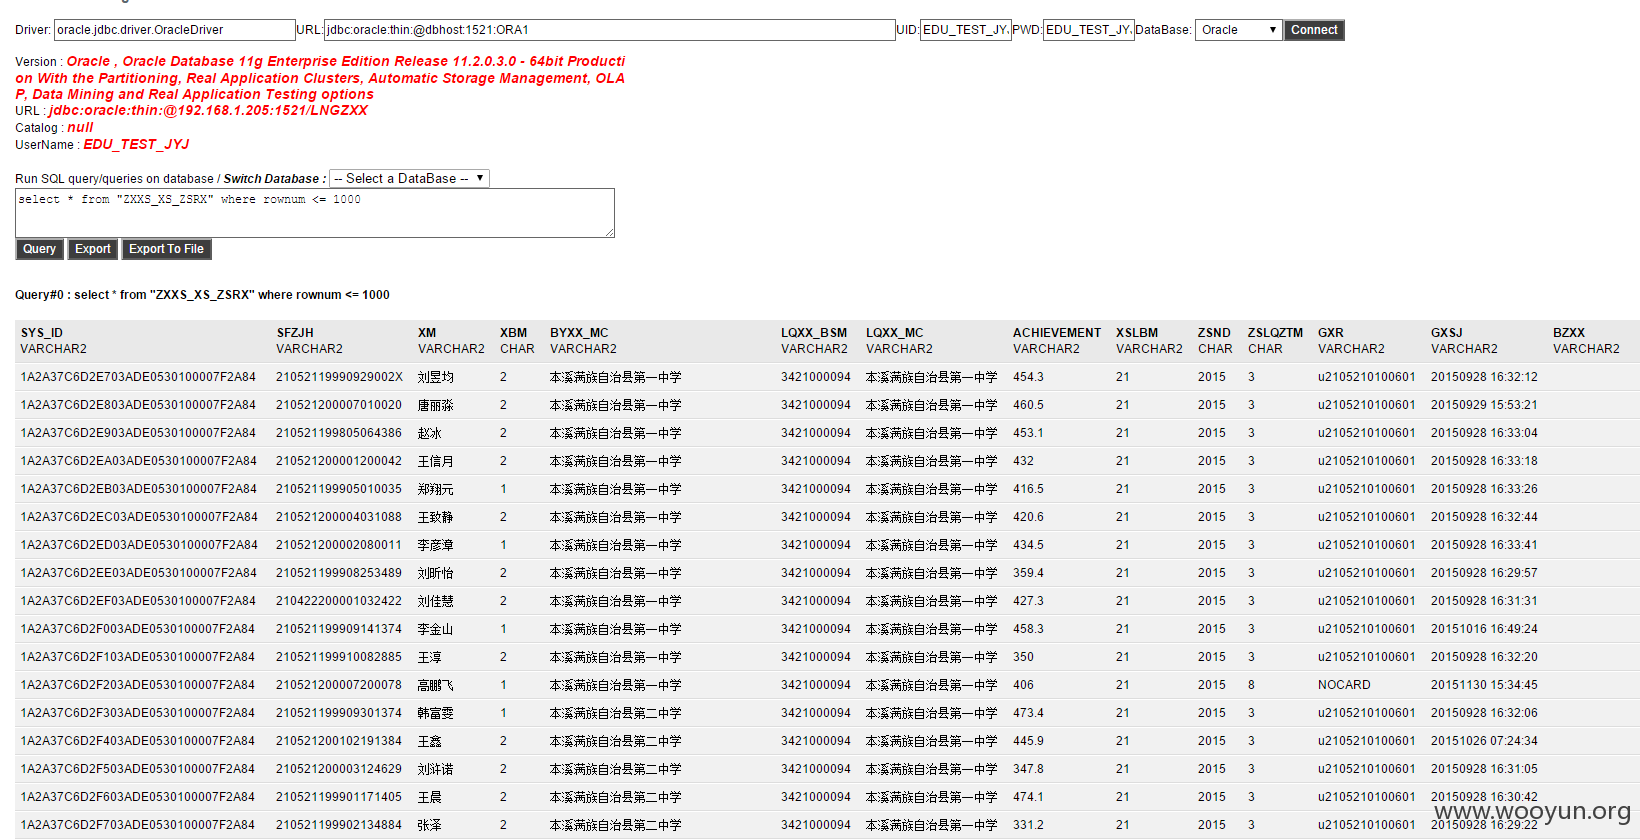 Driver: oracle.jdbc.driver.OracleDriver URL: jdbc:oracle:thin:@dbhost:1521:ORA1 UID: EDU_TEST_JYJ PWD: EDU_TEST_JYJ DataBase: Oracle Connect
Version : Oracle , Oracle Database 11g Enterprise Edition Release 11.2.0.3.0 - 64bit Producti
on With the Partitioning, Real Application Clusters, Automatic Storage Management, OLA
P, Data Mining and Real Application Testing options
URL : jdbc:oracle:thin:@192.168.1.205:1521/LNGZXX
Catalog : null
UserName : EDU_TEST_JYJ
Run SQL query/queries on database / Switch Database : -- Select a DataBase --
select * from "ZXXS_XS_ZSRX" where rownum <= 1000
Query Export Export To File
Query#0 : select * from "ZXXS_XS_ZSRX" where rownum <= 1000
SYS_ID SFZJH XM XBM BYXX_MC LQXX_BSM LQXX_MC ACHIEVEMENT XSLBM ZSND ZSLQZTM GXR GXSJ BZXX
VARCHAR2 VARCHAR2 VARCHAR2 CHAR VARCHAR2 VARCHAR2 VARCHAR2 VARCHAR2 VARCHAR2 CHAR CHAR VARCHAR2 VARCHAR2 VARCHAR2
1A2A37C6D2E703ADE0530100007F2A84 21052119990929002X 刘昱均 2 本溪满族自治县第一中学 3421000094 本溪满族自治县第一中学 454.3 21 2015 3 u2105210100601 20150928 16:32:12
1A2A37C6D2E803ADE0530100007F2A84 210521200007010020 唐丽淼 2 本溪满族自治县第一中学 3421000094 本溪满族自治县第一中学 460.5 21 2015 3 u2105210100601 20150929 15:53:21
1A2A37C6D2E903ADE0530100007F2A84 210521199805064386 赵冰 2 本溪满族自治县第一中学 3421000094 本溪满族自治县第一中学 453.1 21 2015 3 u2105210100601 20150928 16:33:04
1A2A37C6D2EA03ADE0530100007F2A84 210521200001200042 王信月 2 本溪满族自治县第一中学 3421000094 本溪满族自治县第一中学 432 21 2015 3 u2105210100601 20150928 16:33:18
1A2A37C6D2EB03ADE0530100007F2A84 210521199905010035 郑翔元 1 本溪满族自治县第一中学 3421000094 本溪满族自治县第一中学 416.5 21 2015 3 u2105210100601 20150928 16:33:26
1A2A37C6D2EC03ADE0530100007F2A84 210521200004031088 王致静 2 本溪满族自治县第一中学 3421000094 本溪满族自治县第一中学 420.6 21 2015 3 u2105210100601 20150928 16:32:44
1A2A37C6D2ED03ADE0530100007F2A84 210521200002080011 李彦漳 1 本溪满族自治县第一中学 3421000094 本溪满族自治县第一中学 434.5 21 2015 3 u2105210100601 20150928 16:33:41
1A2A37C6D2EE03ADE0530100007F2A84 210521199908253489 刘昕怡 2 本溪满族自治县第一中学 3421000094 本溪满族自治县第一中学 359.4 21 2015 3 u2105210100601 20150928 16:29:57
1A2A37C6D2EF03ADE0530100007F2A84 210422200001032422 刘佳慧 2 本溪满族自治县第一中学 3421000094 本溪满族自治县第一中学 427.3 21 2015 3 u2105210100601 20150928 16:31:31
1A2A37C6D2F003ADE0530100007F2A84 210521199909141374 李金山 1 本溪满族自治县第一中学 3421000094 本溪满族自治县第一中学 458.3 21 2015 3 u2105210100601 20151016 16:49:24
1A2A37C6D2F103ADE0530100007F2A84 210521199910082885 王淳 2 本溪满族自治县第一中学 3421000094 本溪满族自治县第一中学 350 21 2015 3 u2105210100601 20150928 16:32:20
1A2A37C6D2F203ADE0530100007F2A84 210521200007200078 高鹏飞 1 本溪满族自治县第一中学 3421000094 本溪满族自治县第一中学 406 21 2015 8 NOCARD 20151130 15:34:45
1A2A37C6D2F303ADE0530100007F2A84 210521199909301374 韩富雯 1 本溪满族自治县第二中学 3421000094 本溪满族自治县第一中学 473.4 21 2015 3 u2105210100601 20150928 16:32:06
1A2A37C6D2F403ADE0530100007F2A84 210521200102191384 王鑫 2 本溪满族自治县第二中学 3421000094 本溪满族自治县第一中学 445.9 21 2015 3 u2105210100601 20151026 07:24:34
1A2A37C6D2F503ADE0530100007F2A84 210521200003124629 刘浒诺 2 本溪满族自治县第二中学 3421000094 本溪满族自治县第一中学 347.8 21 2015 3 u2105210100601 20150928 16:31:05
1A2A37C6D2F603ADE0530100007F2A84 210521199901171405 王晨 2 本溪满族自治县第二中学 3421000094 本溪满族自治县第一中学 474.1 21 2015 3 u2105210100601 20150928 16:30:42
1A2A37C6D2F703ADE0530100007F2A84 210521199902134884 张泽 2 本溪满族自治县第二中学 3421000094 本溪满族自治县第一中学 331.2 21 2015 3 u2105210100601 20150928 16:29:22
www.wooyun.org